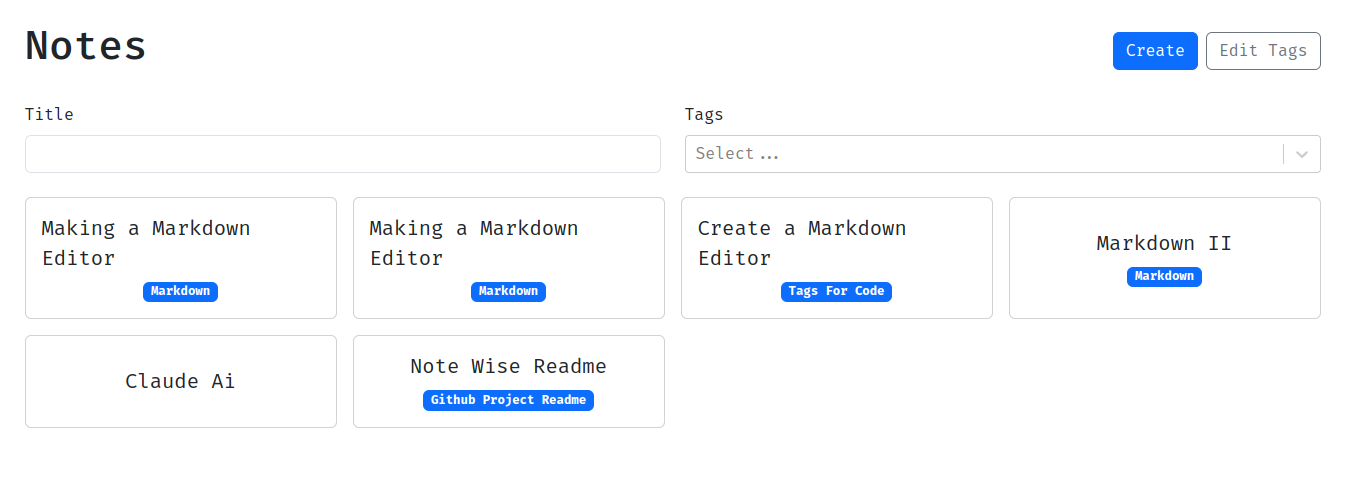 Notes
Create
Edit Tags
Title
Tags
Select...
Making a Markdown
Editor
Markdown
Making a Markdown
Editor
Markdown
Create a Markdown
Editor
Tags For Code
Markdown II
Markdown
Claude Ai
Note Wise Readme
Github Project Readme